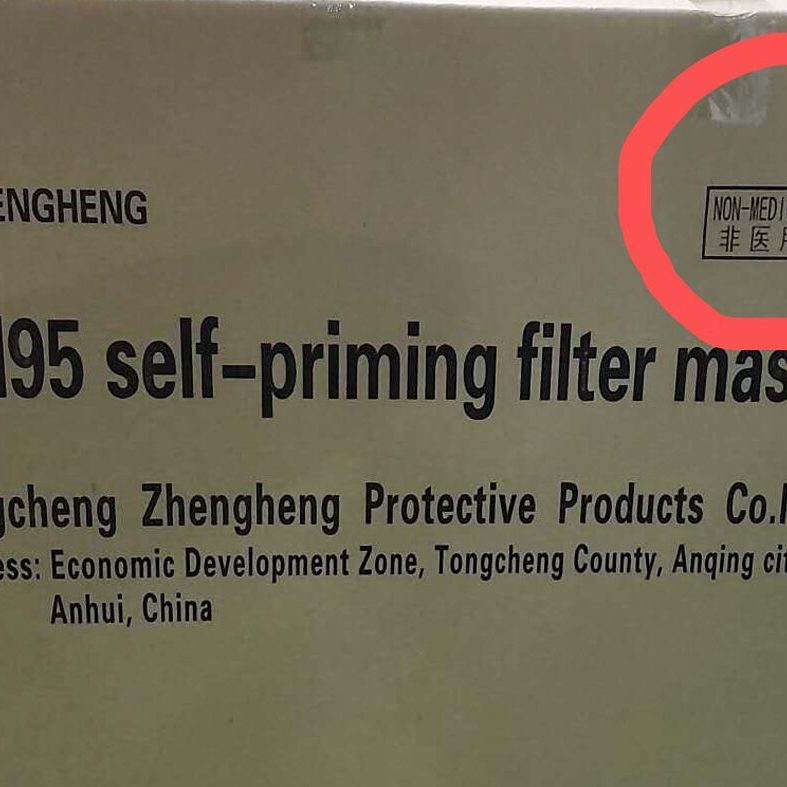 ENGHENG
NON-MEDI
非医
95 self-priming filter mas
gcheng Zhengheng Protective Products Co.
ess: Economic Development Zone, Tongcheng County, Anqing cit
Anhui, China